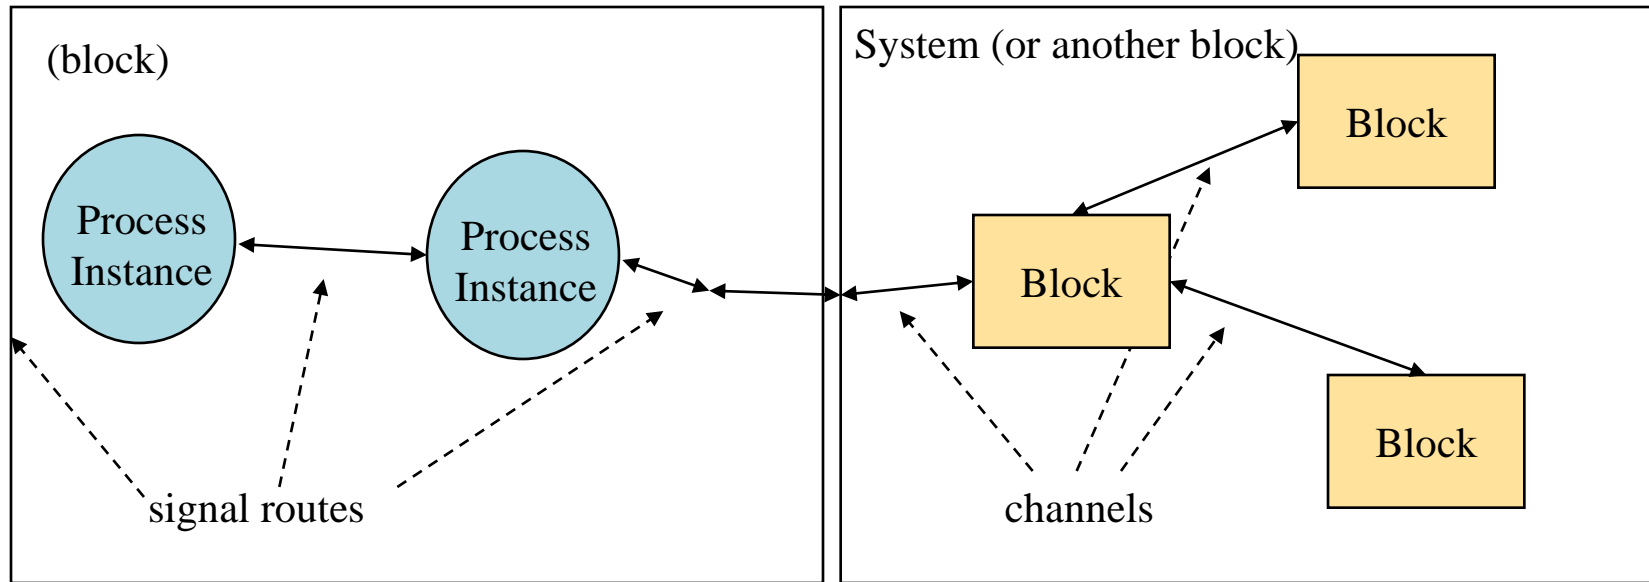 (block)
System (or another block)
Block
Process
Instance
Process
Instance
Block
Block
signal routes
channels